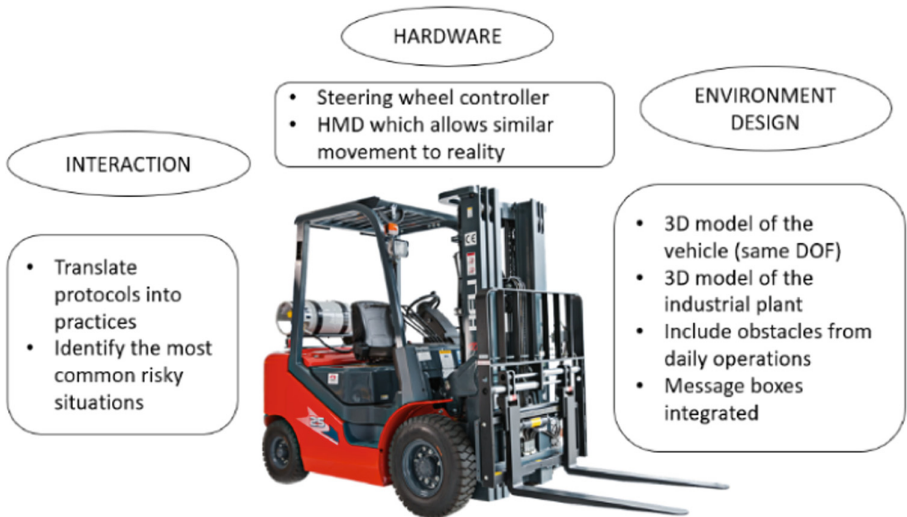 HARDWARE
• Steering wheel controller
• HMD which allows similar
movement to reality
ENVIRONMENT
DESIGN
INTERACTION
• Translate
protocols into
practices
• Identify the most
common risky
situations
• 3D model of the
vehicle (same DOF)
• 3D model of the
industrial plant
• Include obstacles from
daily operations
• Message boxes
integrated
CE
25